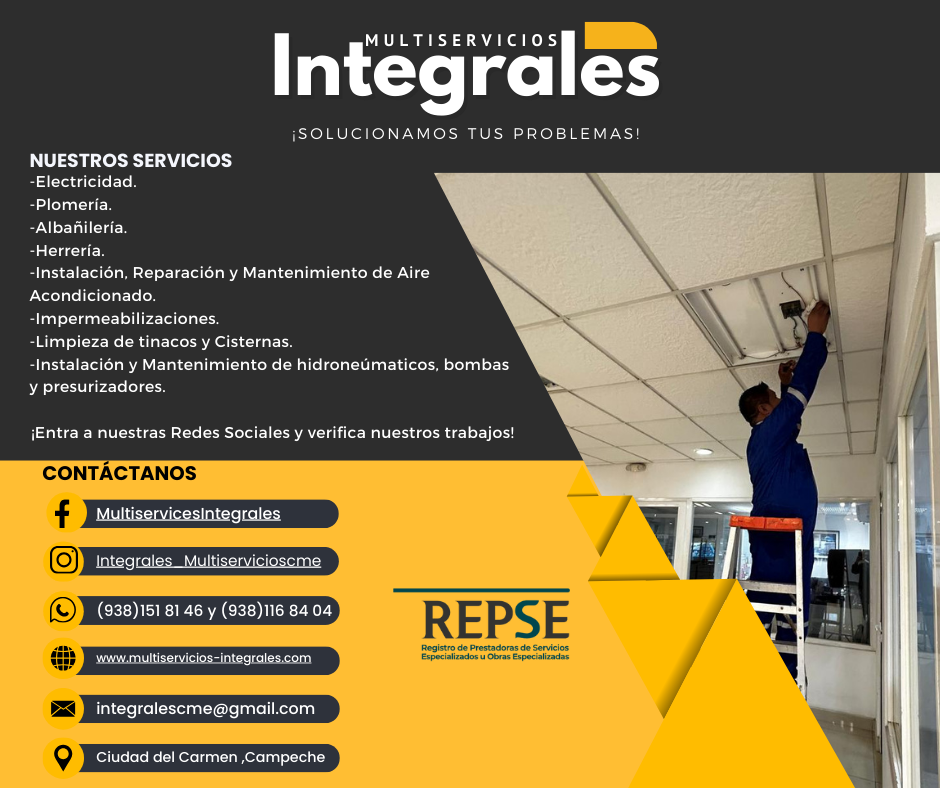 MULTISERVICIOS
Integrales
¡SOLUCIONAMOS TUS PROBLEMAS!
NUESTROS SERVICIOS
-Electricidad.
-Plomería.
-Albañilería.
-Herrería.
-Instalación, Reparación y Mantenimiento de Aire
Acondicionado.
-Impermeabilizaciones.
-Limpieza de tinacos y Cisternas.
-Instalación y Mantenimiento de hidroneúmaticos, bombas
y presurizadores.
¡Entra a nuestras Redes Sociales y verifica nuestros trabajos!
CONTÁCTANOS
MultiservicesIntegrales
Integrales_Multiservicioscme
(938)151 81 46 y (938)116 84 04
www.multiservicios-integrales.com
integralescme@gmail.com
Ciudad del Carmen ,Campeche
REPSE
Registro de Prestadoras de Servicios
Especializados u Obras Especializadas